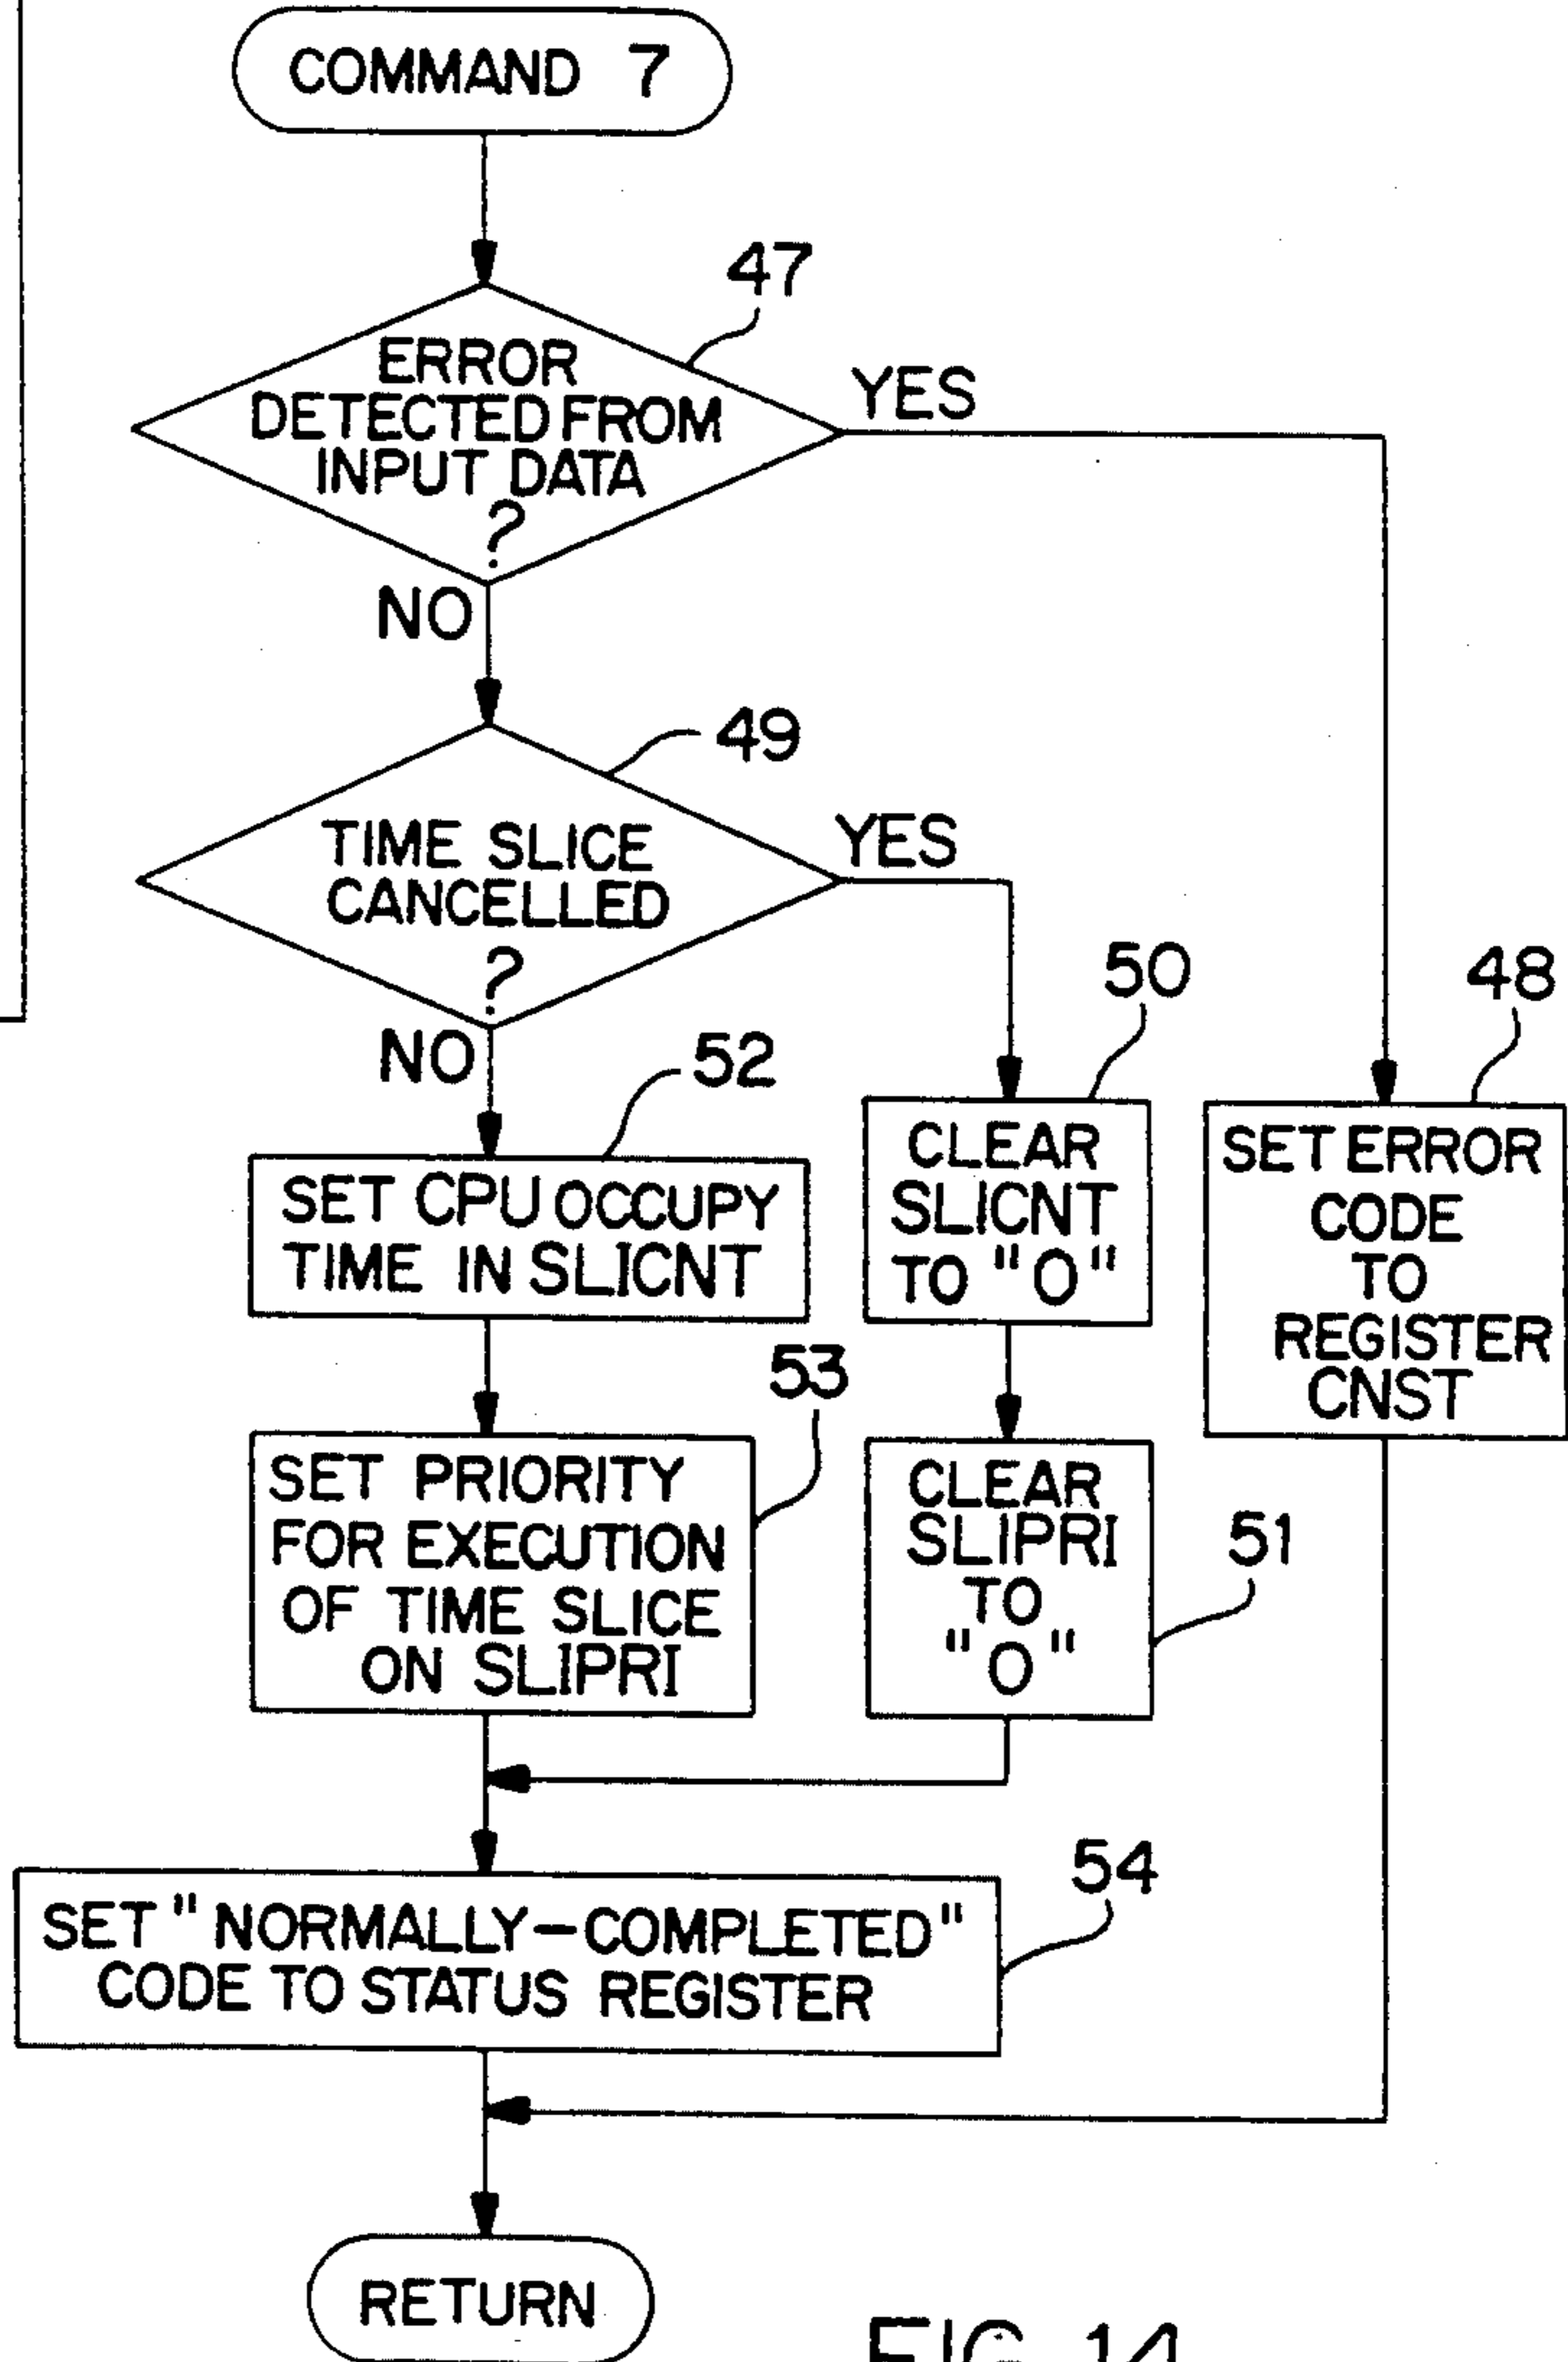 COMMAND 7
47
ERROR
DETECTED FROM
INPUT DATA
?
YES
NO
49
TIME SLICE
CANCELLED
?
YES
NO
52
SET CPU OCCUPY
TIME IN SLICNT
50
CLEAR
SLICNT
TO "O"
48
SET ERROR
CODE
TO
REGISTER
CNST
53
SET PRIORITY
FOR EXECUTION
OF TIME SLICE
ON SLIPRI
CLEAR
SLIPRI
TO
"O"
51
54
SET "NORMALLY-COMPLETED"
CODE TO STATUS REGISTER
RETURN
FIG. 14